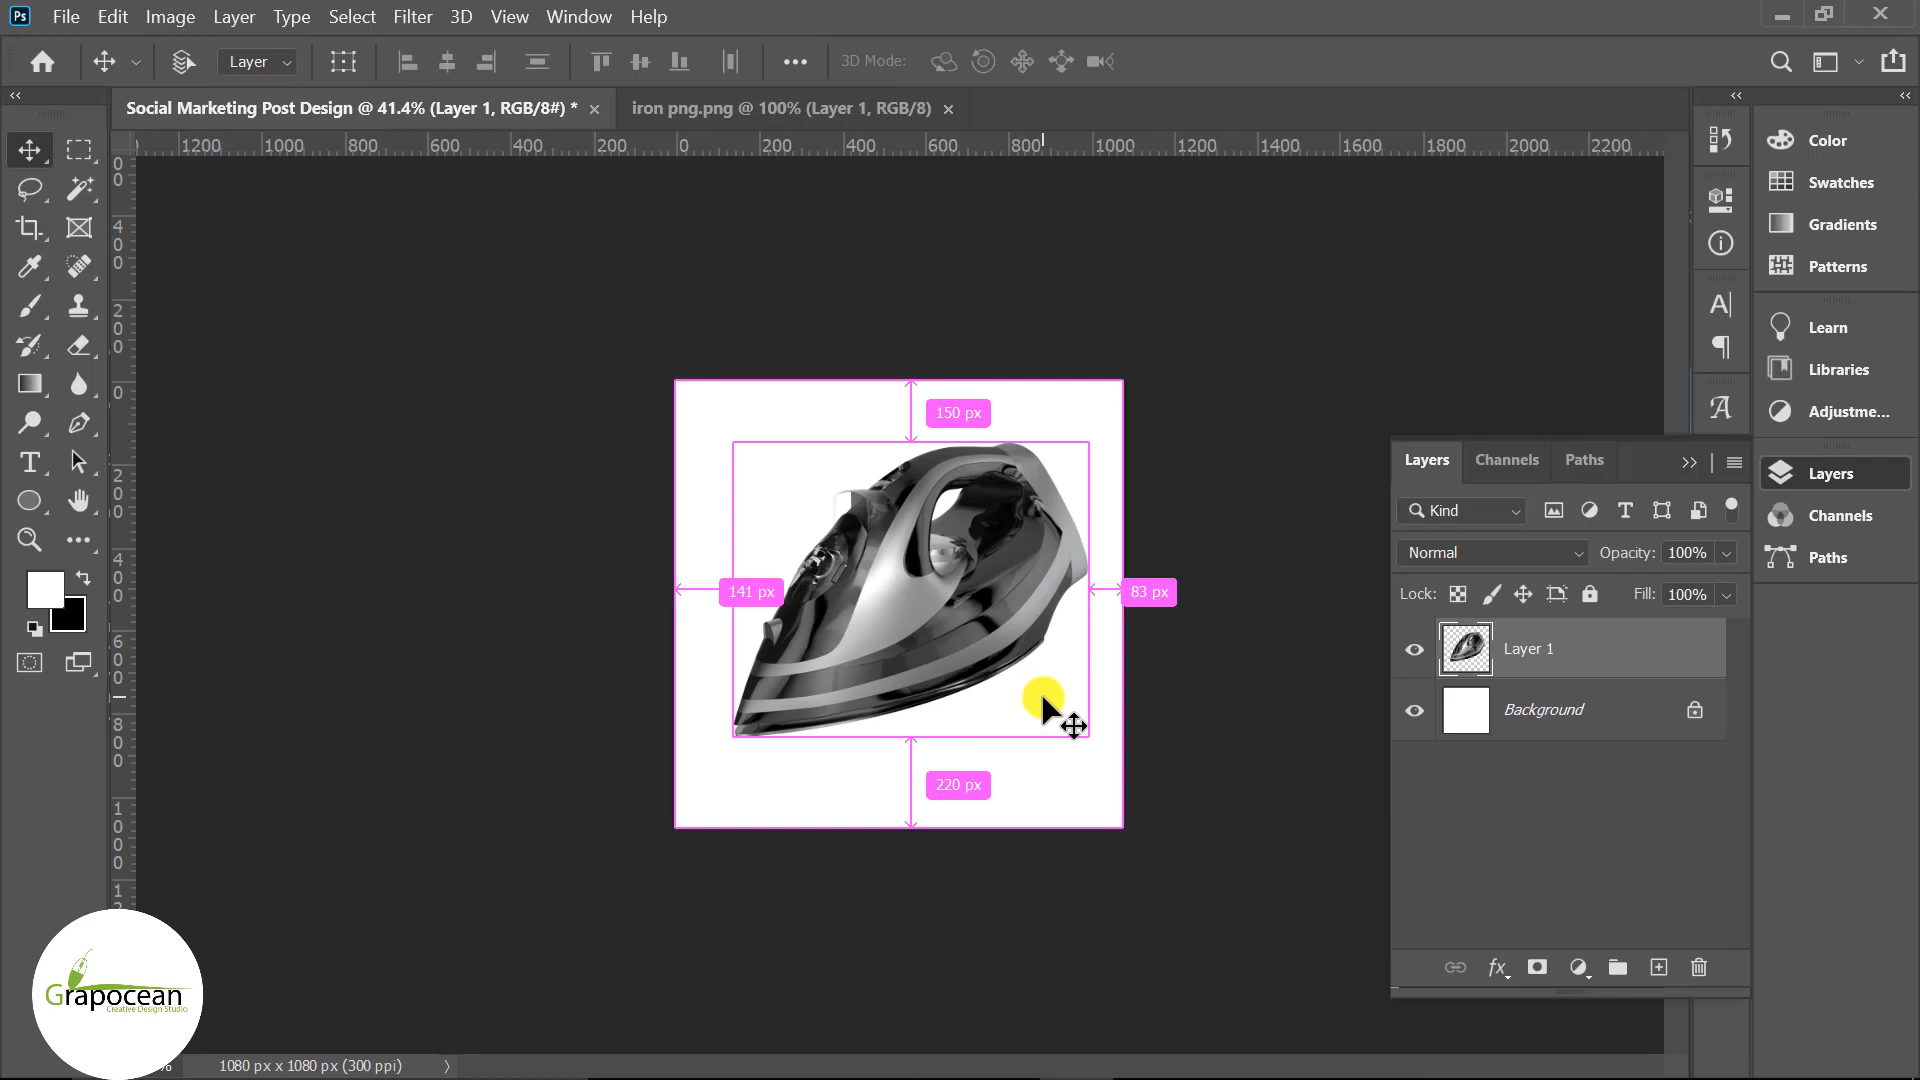 Ps File Edit Image Layer Type Select Filter 3D View Window Help
Layer 3D Mode:
Social Marketing Post Design @ 41.4% (Layer 1, RGB/8#) * iron png.png @ 100% (Layer 1, RGB/8)
1200 1000 800 600 400 200 0 200 400 600 800 1000 1200 1400 1600 1800 2000 2200
Color
Swatches
Gradients
Patterns
Learn
Libraries
Adjustme...
Layers
Channels
Paths
150 px
141 px
83 px
220 px
Layers Channels Paths
Kind
Normal Opacity: 100%
Lock: Fill: 100%
Layer 1
Background
Grapocean
Creative Design Studio
% 1080 px x 1080 px (300 ppi)